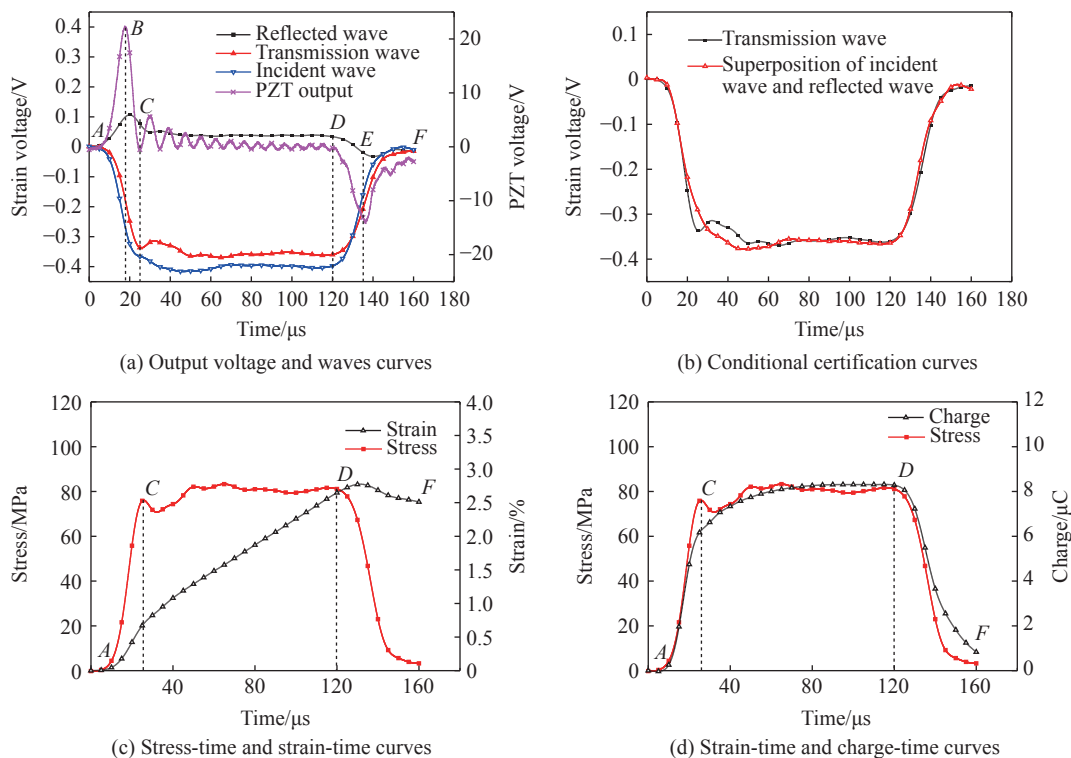 0.4
0.3
0.2
0.1
0
−0.1
−0.2
−0.3
−0.4
Strain voltage/V
20
10
0
−10
−20
PZT voltage/V
A
B
C
D
E
F
Reflected wave
Transmission wave
Incident wave
PZT output
0 20 40 60 80 100 120 140 160 180
Time/μs
(a) Output voltage and waves curves
0.1
0
−0.1
−0.2
−0.3
−0.4
Strain voltage/V
Transmission wave
Superposition of incident
wave and reflected wave
0 20 40 60 80 100 120 140 160 180
Time/μs
(b) Conditional certification curves
120
100
80
60
40
20
0
Stress/MPa
4.0
3.5
3.0
2.5
2.0
1.5
1.0
0.5
0
Strain/%
Strain
Stress
A
C
D
F
40 80 120 160
Time/μs
(c) Stress-time and strain-time curves
120
100
80
60
40
20
0
Stress/MPa
12
10
8
6
4
2
0
Charge/μC
Charge
Stress
A
C
D
F
40 80 120 160
Time/μs
(d) Strain-time and charge-time curves